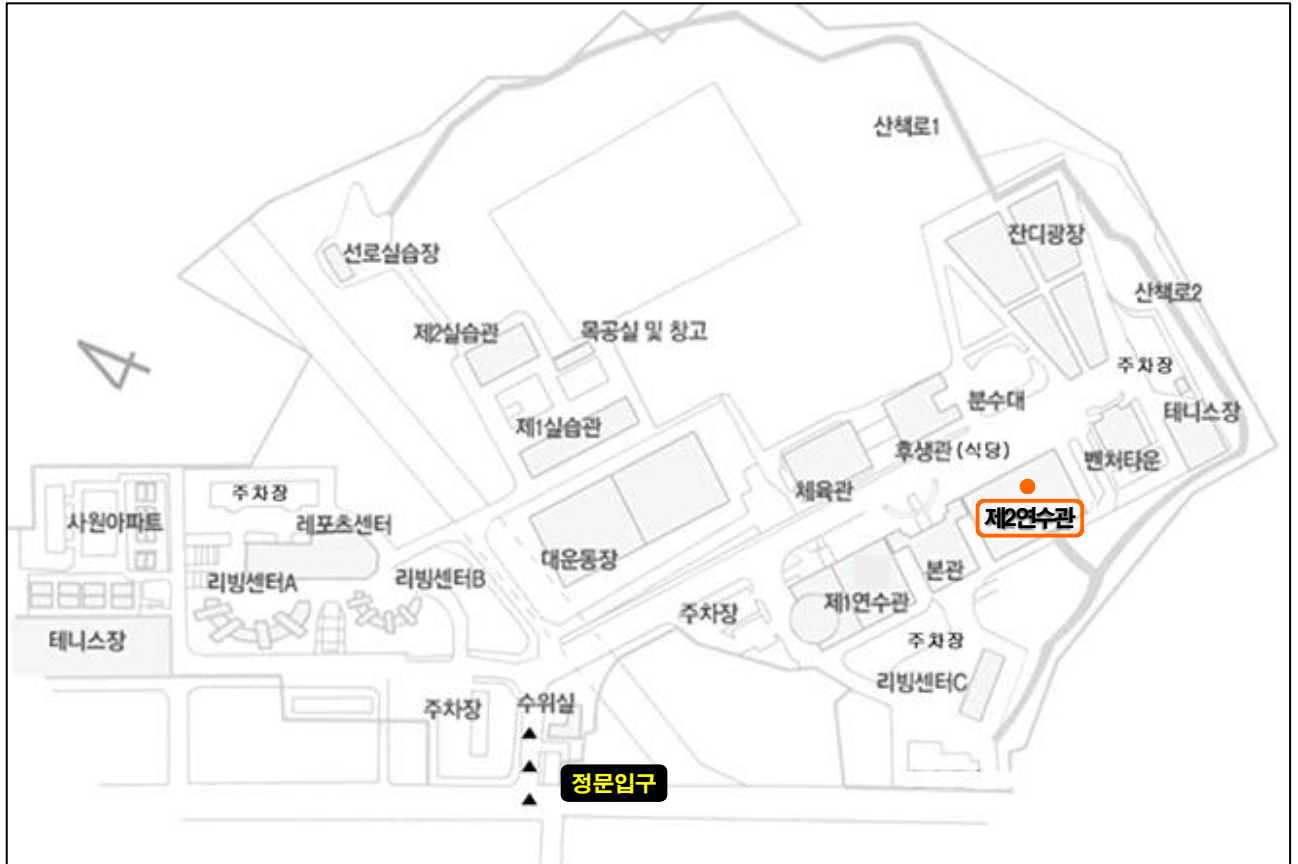 산책로1
잔디광장
선로실습장
산책로2
제2실습관
목공실 및 창고
주차장
분수대
테니스장
제1실습관
후생관(식당)
벤처타운
체육관
주차장
사원아파트
레포츠센터
제2연수관
대운동장
리빙센터A
리빙센터B
본관
제1연수관
주차장
테니스장
주차장
리빙센터C
주차장
수위실
정문입구